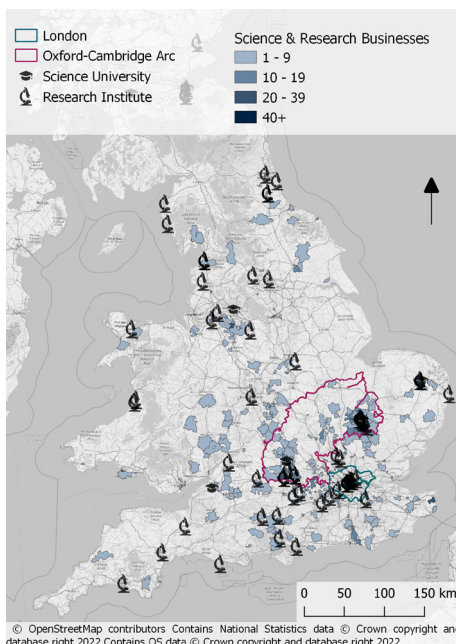 London
Oxford-Cambridge Arc
Science University
Research Institute
Science & Research Businesses
1 - 9
10 - 19
20 - 39
40+
0 50 100 150 km
© OpenStreetMap contributors Contains National Statistics data © Crown copyright and
database right 2022 Contains OS data © Crown copyright and database right 2022